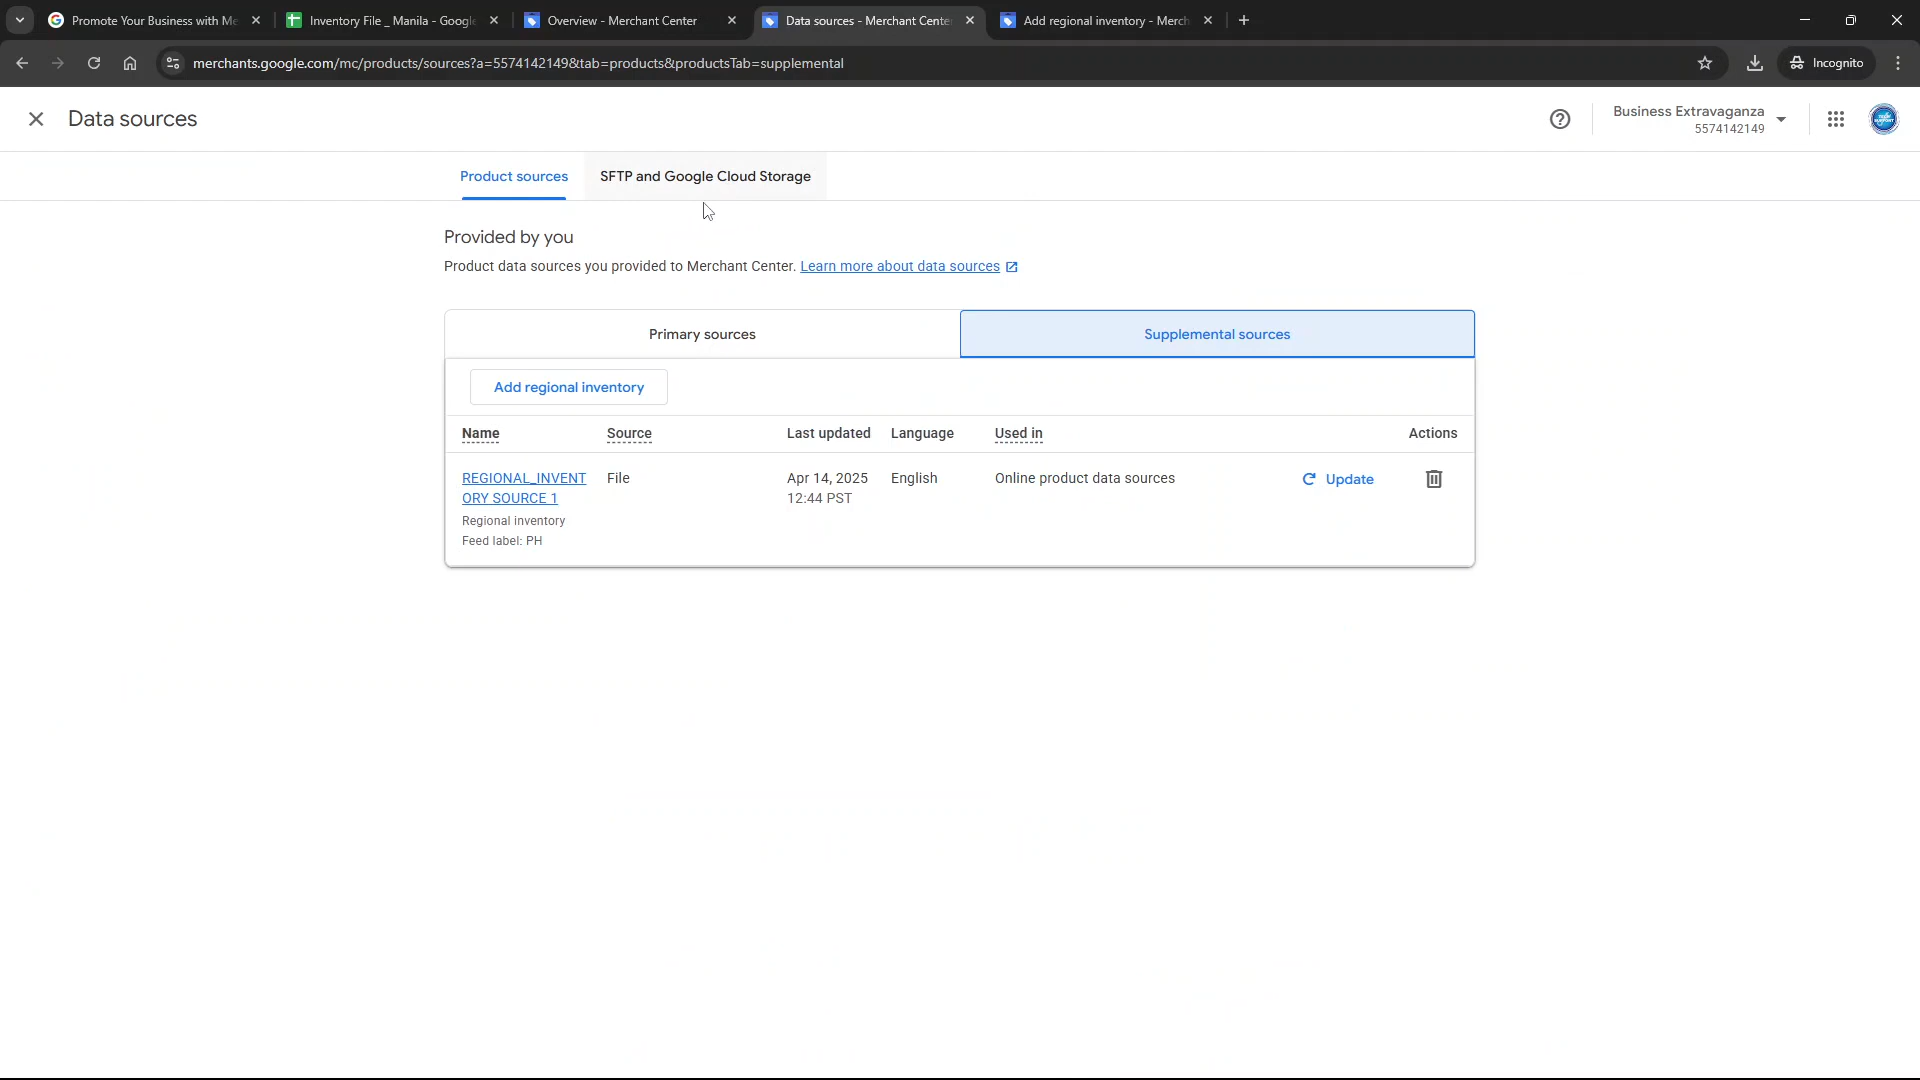 Promote Your Business with Me
Inventory File _ Manila - Google
Overview - Merchant Center
Data sources - Merchant Cente
Add regional inventory - Merch
merchants.google.com/mc/products/sources?a=5574142149&tab=products&productsTab=supplemental
Incognito
Data sources
Business Extravaganza
5574142149
Product sources
SFTP and Google Cloud Storage
Provided by you
Product data sources you provided to Merchant Center. Learn more about data sources
Primary sources
Supplemental sources
Add regional inventory
Name Source Last updated Language Used in Actions
REGIONAL_INVENT File Apr 14, 2025 English Online product data sources Update
ORY SOURCE 1 12:44 PST
Regional inventory
Feed label: PH